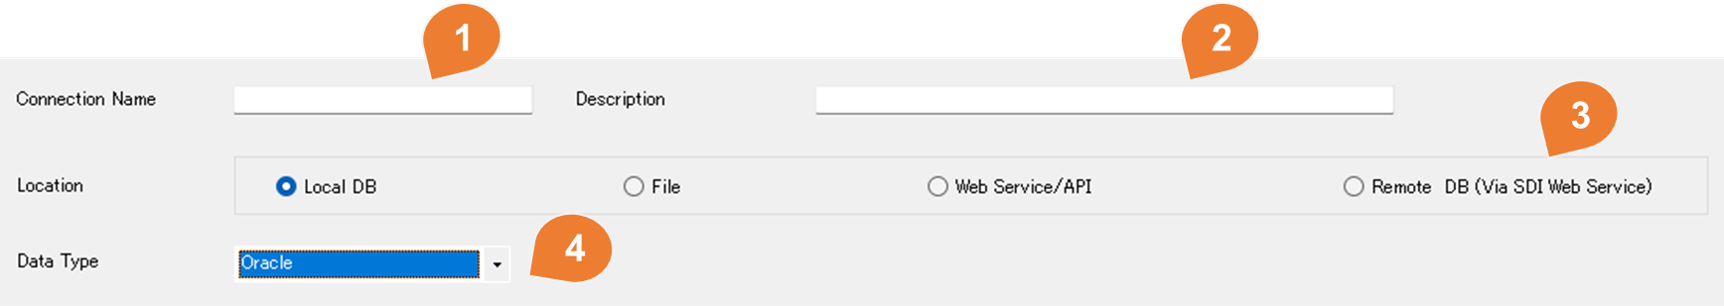 1 2
Connection Name Description
3
Location Local DB File Web Service/API Remote DB (Via SDI Web Service)
4
Data Type Oracle